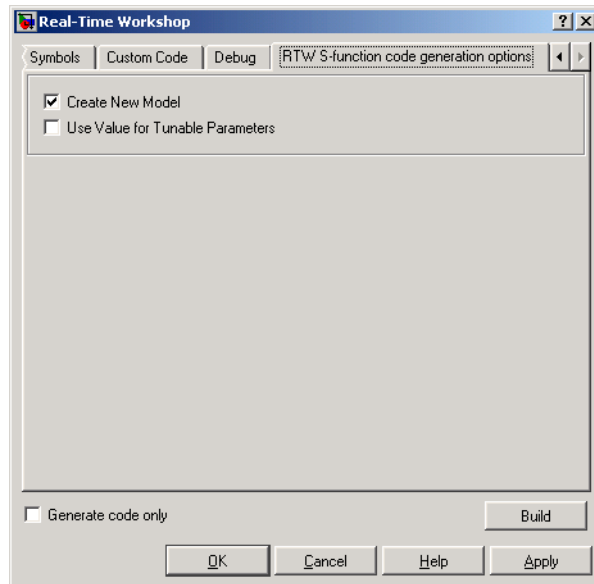 Real-Time Workshop
Symbols Custom Code Debug RTW S-function code generation options
Create New Model
Use Value for Tunable Parameters
Generate code only Build
OK Cancel Help Apply